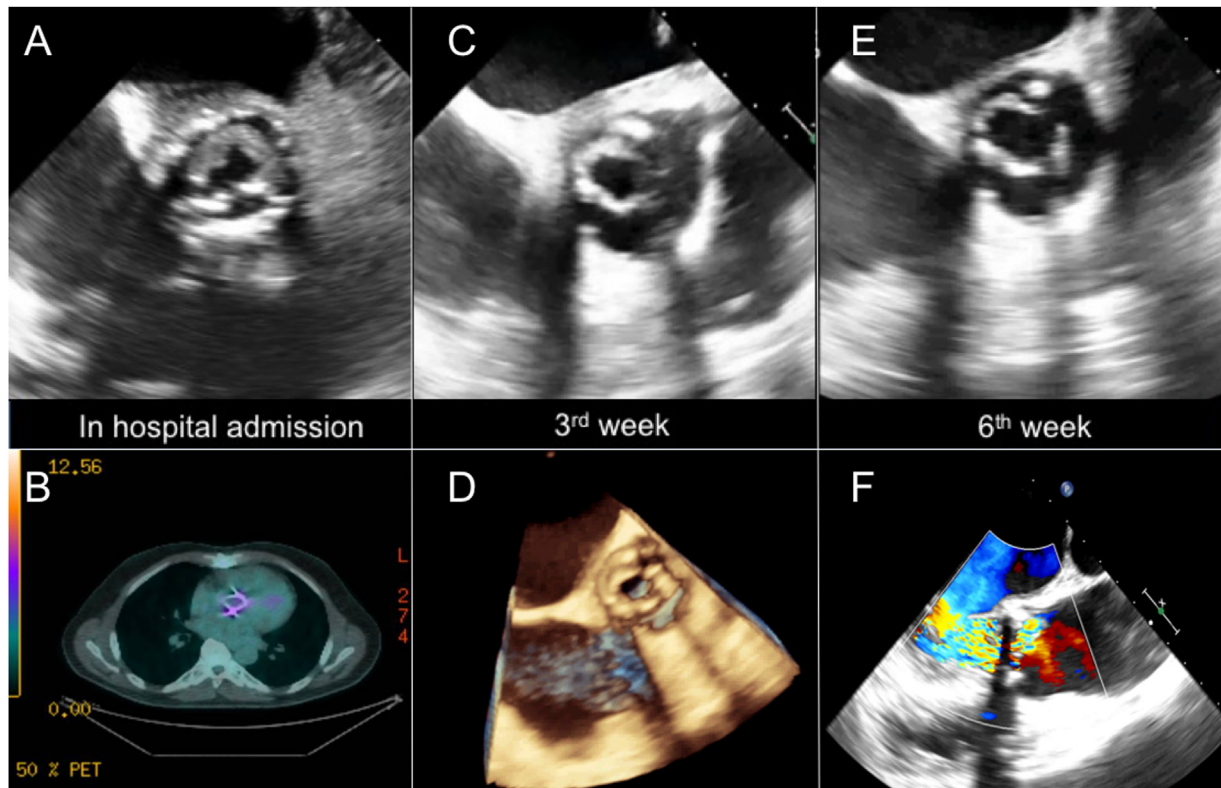 A
C
E
In hospital admission
3rd week
6th week
B
12.56
L
2
7
4
0.00
50 % PET
D
F
P
x